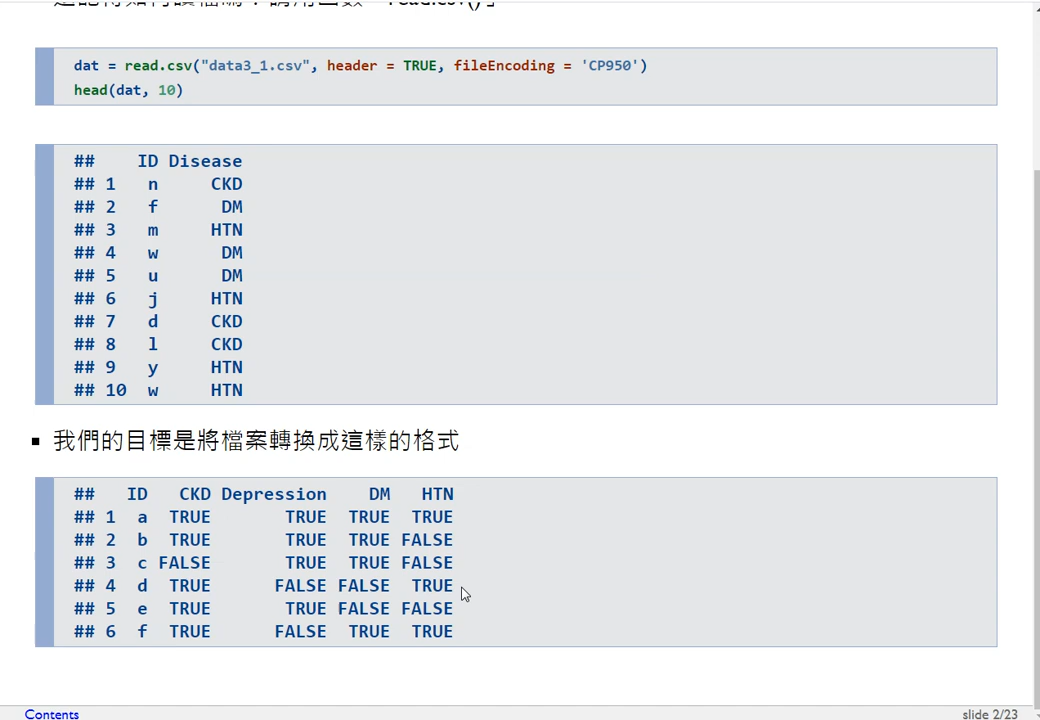 dat = read.csv("data3_1.csv", header = TRUE, fileEncoding = 'CP950')
head(dat, 10)
## ID Disease
## 1 n CKD
## 2 f DM
## 3 m HTN
## 4 w DM
## 5 u DM
## 6 j HTN
## 7 d CKD
## 8 l CKD
## 9 y HTN
## 10 w HTN
▪ 我們的目標是將檔案轉換成這樣的格式
## ID CKD Depression DM HTN
## 1 a TRUE TRUE TRUE TRUE
## 2 b TRUE TRUE TRUE FALSE
## 3 c FALSE TRUE TRUE FALSE
## 4 d TRUE FALSE FALSE TRUE
## 5 e TRUE TRUE FALSE FALSE
## 6 f TRUE FALSE TRUE TRUE
Contents
slide 2/23